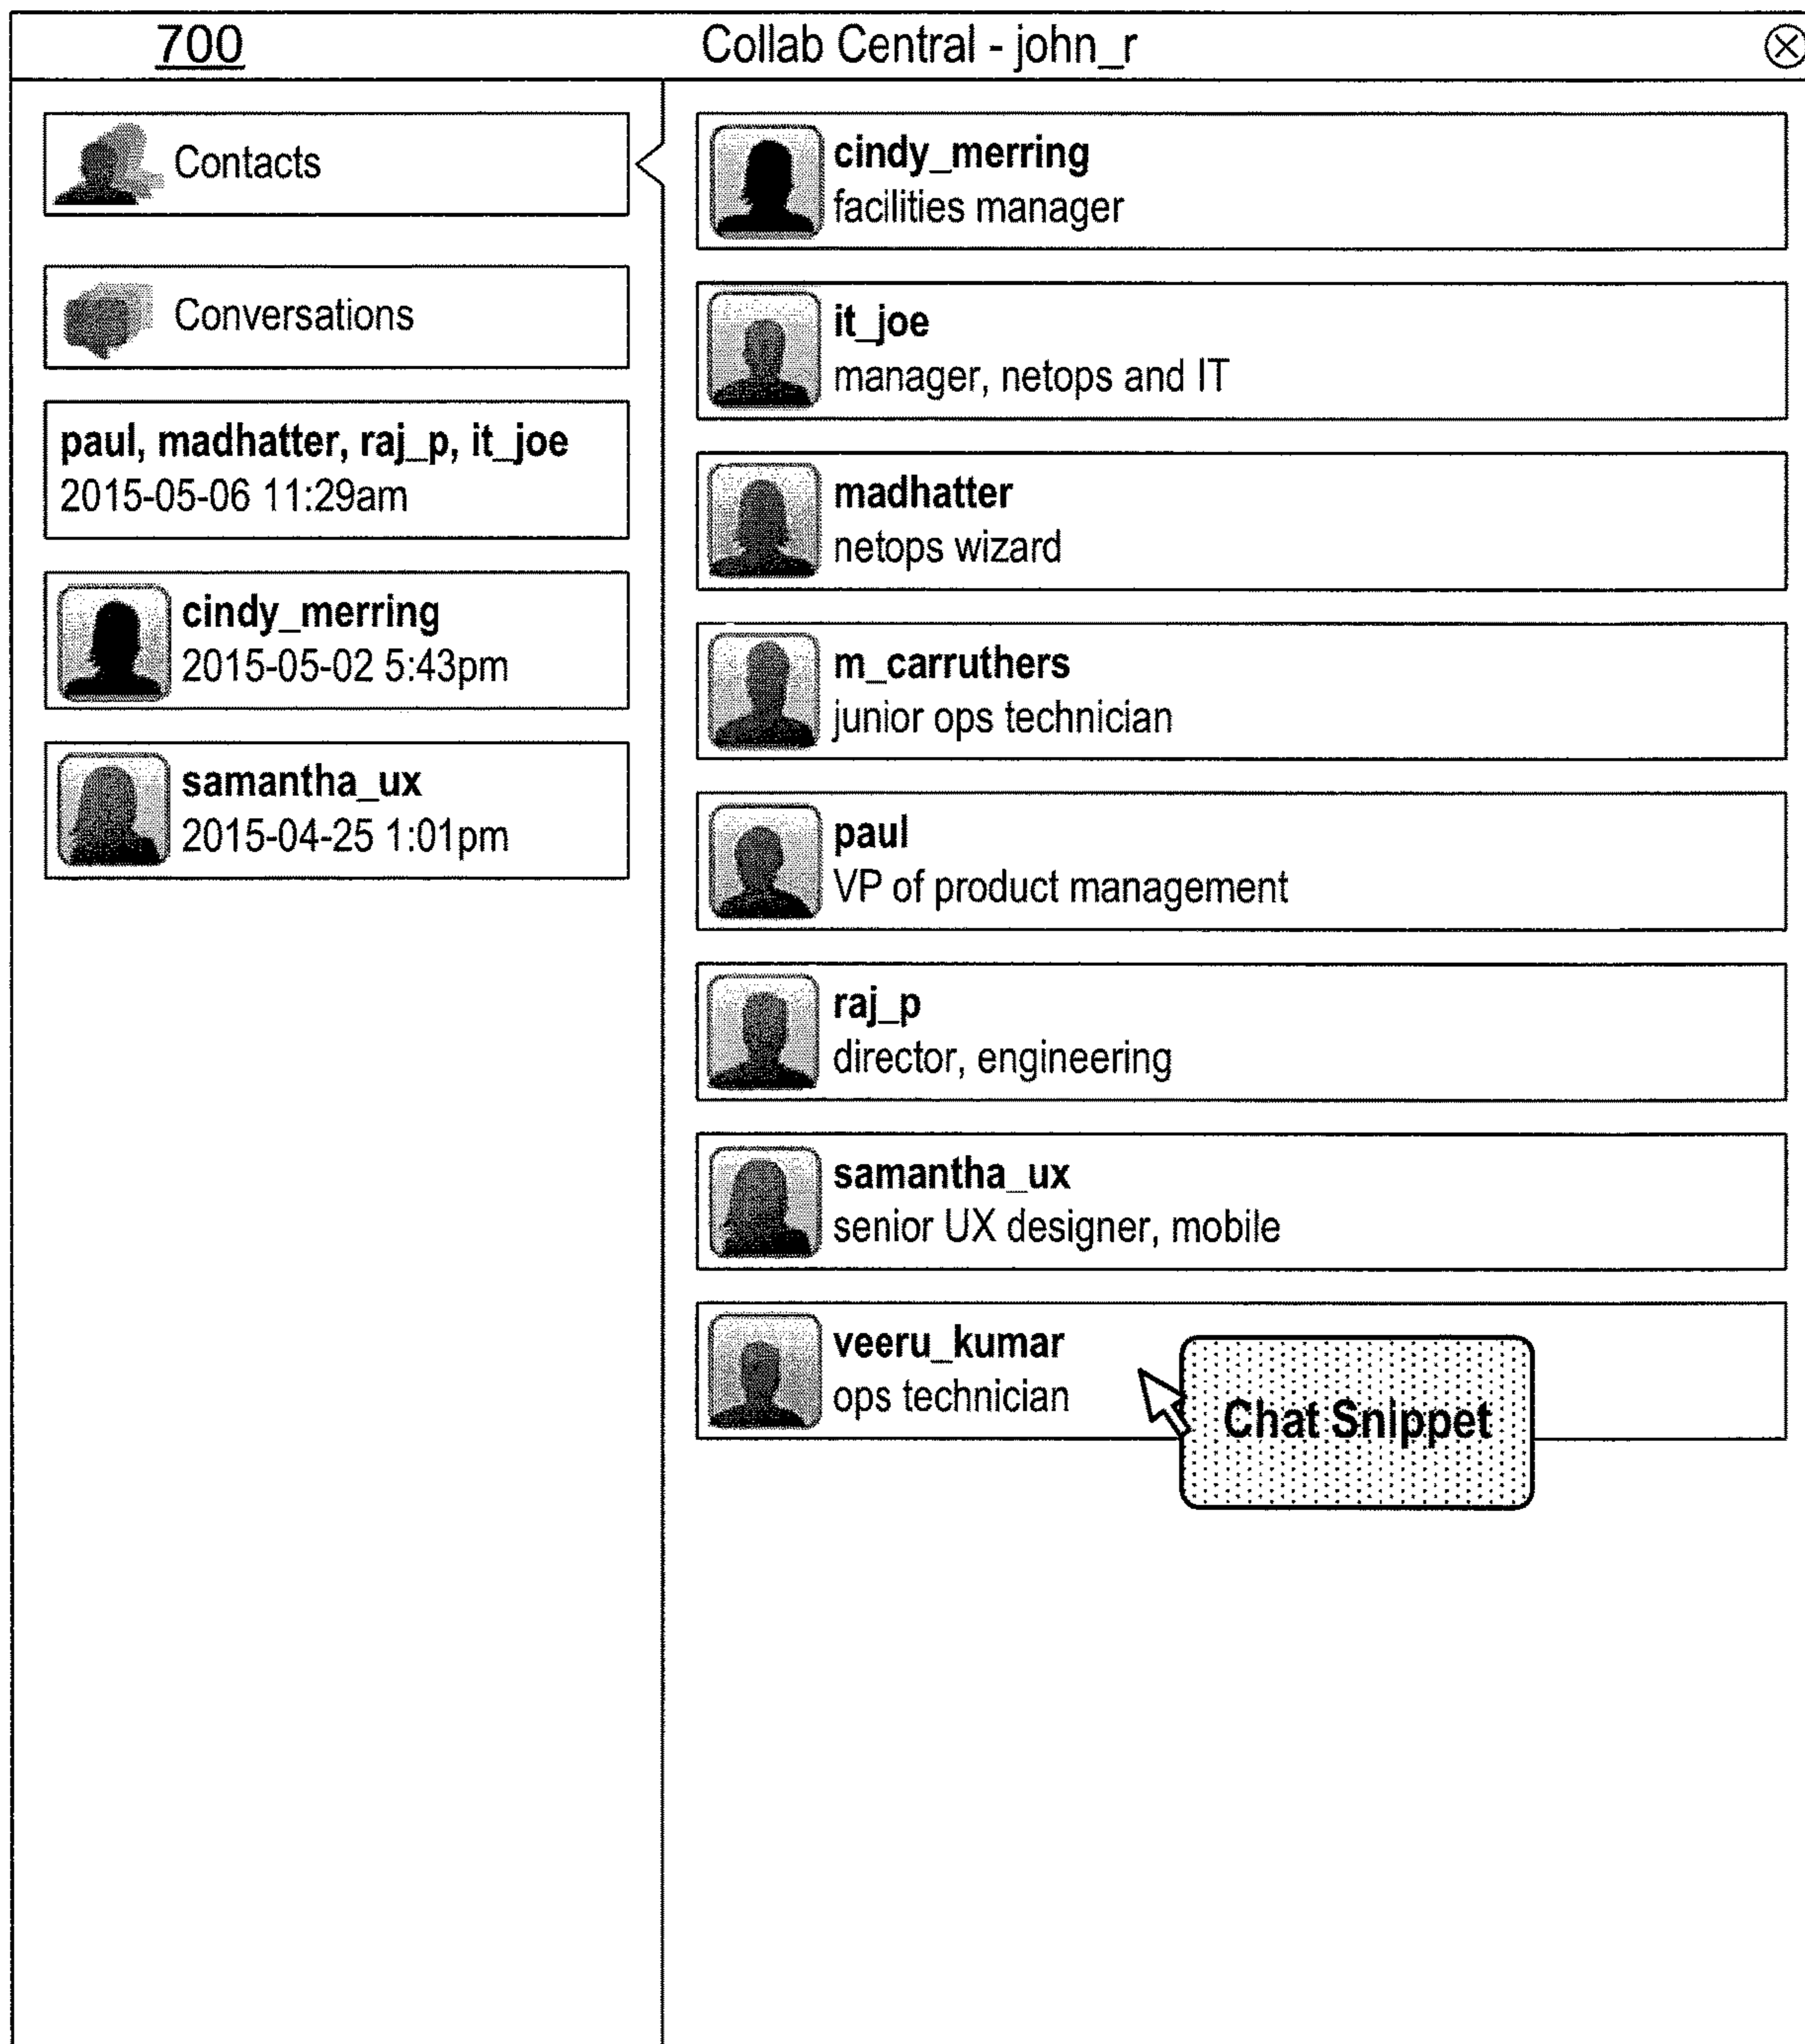 700
Collab Central - john_r
Contacts
Conversations
paul, madhatter, raj_p, it_joe
2015-05-06 11:29am
cindy_merring
2015-05-02 5:43pm
samantha_ux
2015-04-25 1:01pm
cindy_merring
facilities manager
it_joe
manager, netops and IT
madhatter
netops wizard
m_carruthers
junior ops technician
paul
VP of product management
raj_p
director, engineering
samantha_ux
senior UX designer, mobile
veeru_kumar
ops technician
Chat Snippet